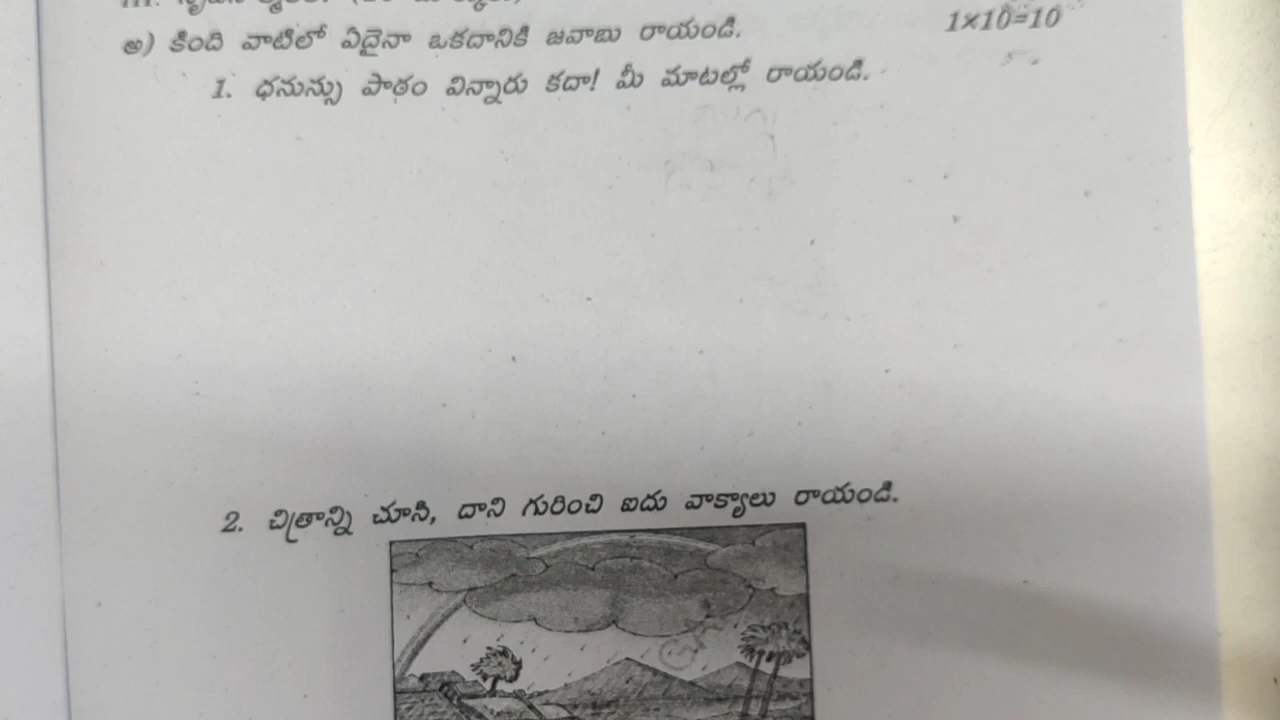 అ) కింది వాటిలో ఏదైనా ఒకదానికి జవాబు రాయండి. 1×10=10
1. ధనుస్సు పాఠం విన్నారు కదా! మీ మాటల్లో రాయండి.
2. చిత్రాన్ని చూసి, దాని గురించి ఐదు వాక్యాలు రాయండి.